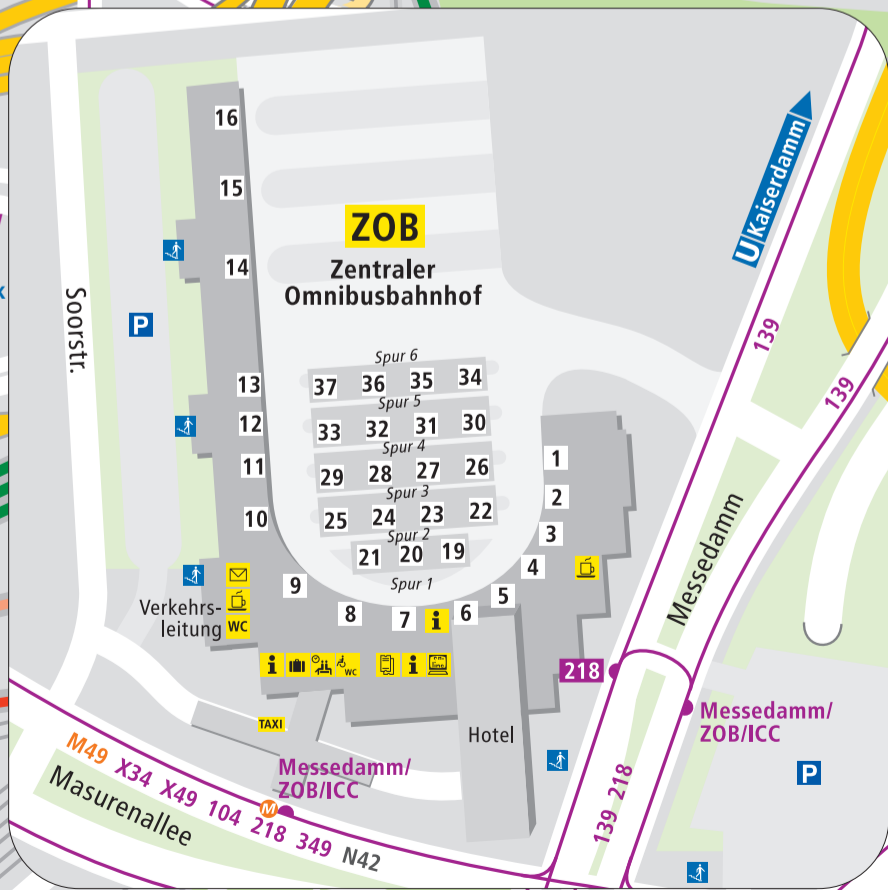 16
15
14
13
12
11
10
9
8
7
6
5
4
3
2
1
ZOB
Zentraler
Omnibusbahnhof
Spur 6
37 36 35 34
Spur 5
33 32 31 30
Spur 4
29 28 27 26
Spur 3
25 24 23 22
Spur 2
21 20 19
Spur 1
Soorstr.
P
U Kaiserdamm
139
139
Messedamm
Verkehrs-
leitung
WC
i
i
WC
i
TAXI
Hotel
218
Messedamm/
ZOB/ICC
P
139 218
Messedamm/
ZOB/ICC
M
M49 X34 X49 104 218 349 N42
Masurenallee